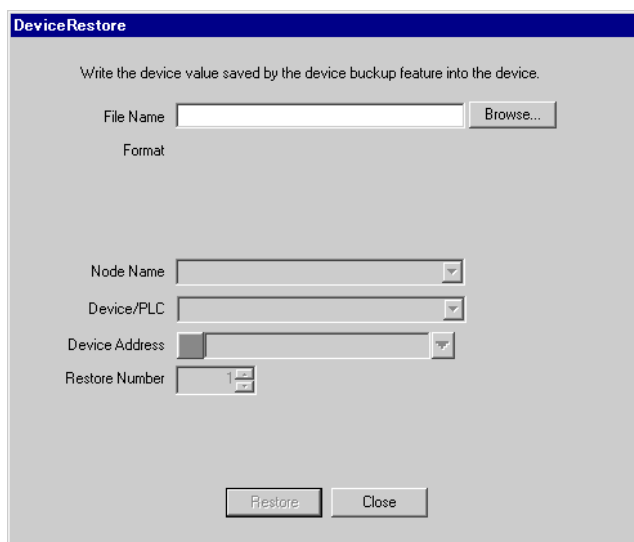 DeviceRestore
Write the device value saved by the device buckup feature into the device.
File Name Browse...
Format
Node Name
Device/PLC
Device Address
Restore Number 1
Restore Close